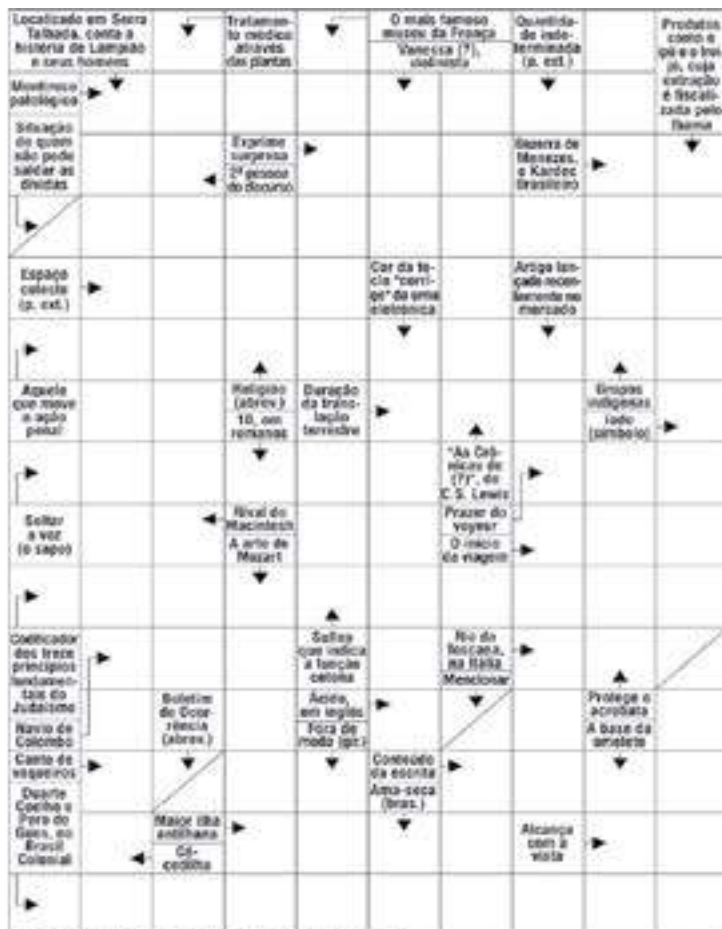 Localizado em Serra
Talhada, conta a
história de Lampião
e seus homens
Tratamen-
to médico
através
das plantas
O mais famoso
museu da França
Vanessa (?),
violinista
Quantida-
de inde-
terminada
(p. ext.)
Produtos
como o
ipê e o
cuja
extração
é fiscali-
zada pelo
Ibama
Monstruoso
patológico
Situação
de quem
não pode
saldar as
dívidas
Exprime
surpresa
2ª pessoa
do discurso
Bezerra de
Menezes,
o Kardec
Brasileiro
Espaço
celeste
(p. ext.)
Cor da te-
cla "corri-
ge" da urna
eletrônica
Artigo lan-
çado recen-
temente no
mercado
Aquele
que move
a ação
penal
Religião
(abrev.)
10, em
romanos
Duração
da trans-
lação
terrestre
Grupos
indígenas
Iodo
(símbolo)
"As Crô-
nicas de
(?)", de
C.S. Lewis
Prazer do
voyeur
O início
da viagem
Soltar
a voz
(o sapo)
Rival do
Macintosh
A arte de
Mozart
Codificador
dos treze
princípios
fundamen-
tais do
Judaísmo
Navio de
Colombo
Sufixo
que indica
a função
cetona
Rio da
Toscana,
na Itália
Mencionar
Boletim
de Ocor-
rência
(abrev.)
Ácido,
em inglês
Fora de
moda (gír.)
Protege o
acrobata
A base da
omelete
Canto de
vaqueiros
Duarte
Coelho e
Pero de
Góes, no
Brasil
Colonial
Conteúdo
da escrita
Ama-seca
(bras.)
Maior ilha
antilhana
Cê-
cedilha
Alcança
com a
vista